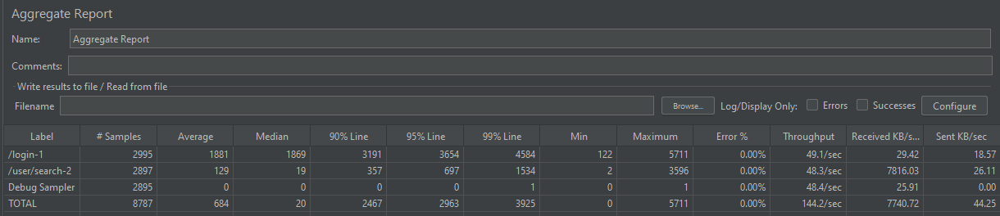 Aggregate Report
Name: Aggregate Report
Comments:
Write results to file / Read from file
Filename Browse... Log/Display Only: Errors Successes Configure
Label # Samples Average Median 90% Line 95% Line 99% Line Min Maximum Error % Throughput Received KB/s... Sent KB/sec
/login-1 2995 1881 1869 3191 3654 4584 122 5711 0.00% 49.1/sec 29.42 18.57
/user/search-2 2897 129 19 357 697 1534 2 3596 0.00% 48.3/sec 7816.03 26.11
Debug Sampler 2895 0 0 0 0 1 0 1 0.00% 48.4/sec 25.91 0.00
TOTAL 8787 684 20 2467 2963 3925 0 5711 0.00% 144.2/sec 7740.72 44.25